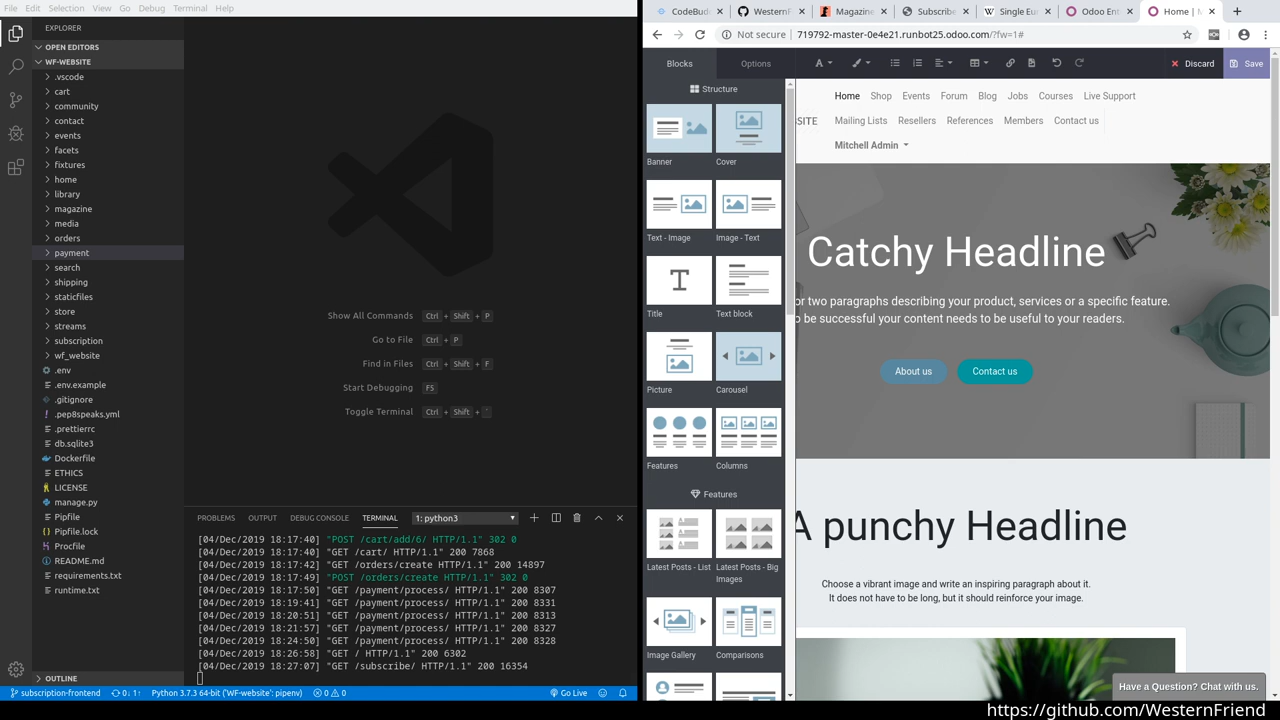 File Edit Selection View Go Debug Terminal Help
EXPLORER
OPEN EDITORS
WF-WEBSITE
.vscode
cart
community
contact
events
facets
fixtures
home
library
magazine
media
orders
payment
search
shipping
staticfiles
store
streams
subscription
wf_website
.env
.env.example
.gitignore
.pep8speaks.yml
.prettierrc
db.sqlite3
Dockerfile
ETHICS
LICENSE
manage.py
Pipfile
Pipfile.lock
Procfile
README.md
requirements.txt
runtime.txt
OUTLINE
Show All Commands Ctrl + Shift + P
Go to File Ctrl + P
Find in Files Ctrl + Shift + F
Start Debugging F5
Toggle Terminal Ctrl + Shift + `
PROBLEMS OUTPUT DEBUG CONSOLE TERMINAL 1: python3
[04/Dec/2019 18:17:40] "POST /cart/add/6/ HTTP/1.1" 302 0
[04/Dec/2019 18:17:40] "GET /cart/ HTTP/1.1" 200 7868
[04/Dec/2019 18:17:42] "GET /orders/create HTTP/1.1" 200 14897
[04/Dec/2019 18:17:49] "POST /orders/create HTTP/1.1" 302 0
[04/Dec/2019 18:17:50] "GET /payment/process/ HTTP/1.1" 200 8307
[04/Dec/2019 18:19:41] "GET /payment/process/ HTTP/1.1" 200 8331
[04/Dec/2019 18:20:51] "GET /payment/process/ HTTP/1.1" 200 8313
[04/Dec/2019 18:21:57] "GET /payment/process/ HTTP/1.1" 200 8327
[04/Dec/2019 18:24:50] "GET /payment/process/ HTTP/1.1" 200 8328
[04/Dec/2019 18:26:58] "GET / HTTP/1.1" 200 6302
[04/Dec/2019 18:27:07] "GET /subscribe/ HTTP/1.1" 200 16354
subscription-frontend 0↓ 1↑ Python 3.7.3 64-bit ('WF-website': pipenv) 0 0 Go Live
CodeBud WesternF Magazine Subscribe Single Eu Odoo Ent Home | M
Not secure | 719792-master-0e4e21.runbot25.odoo.com/?fw=1#
Blocks Options A Discard Save
Structure
Banner Cover
Text - Image Image - Text
Title Text block
Picture Carousel
Features Columns
Features
Latest Posts - List Latest Posts - Big Images
Image Gallery Comparisons
Home Shop Events Forum Blog Jobs Courses Live Support
SITE Mailing Lists Resellers References Members Contact us
Mitchell Admin
Catchy Headline
or two paragraphs describing your product, services or a specific feature.
o be successful your content needs to be useful to your readers.
About us Contact us
A punchy Headline
Choose a vibrant image and write an inspiring paragraph about it.
It does not have to be long, but it should reinforce your image.
Have a Question? Chat with us.
https://github.com/WesternFriend